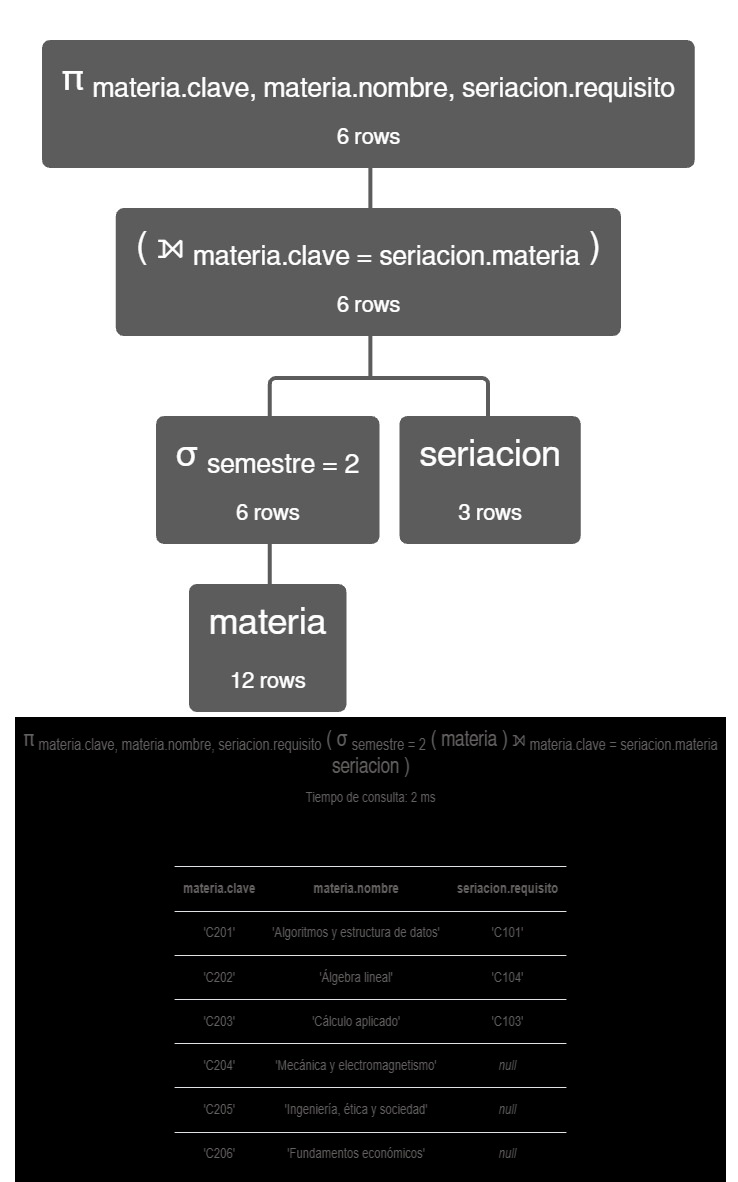 π materia.clave, materia.nombre, seriacion.requisito
6 rows
( ⟕ materia.clave = seriacion.materia )
6 rows
σ semestre = 2
6 rows
seriacion
3 rows
materia
12 rows
π materia.clave, materia.nombre, seriacion.requisito ( σ semestre = 2 ( materia ) ⟕ materia.clave = seriacion.materia
seriacion )
Tiempo de consulta: 2 ms
materia.clave materia.nombre seriacion.requisito
'C201' 'Algoritmos y estructura de datos' 'C101'
'C202' 'Álgebra lineal' 'C104'
'C203' 'Cálculo aplicado' 'C103'
'C204' 'Mecánica y electromagnetismo' null
'C205' 'Ingeniería, ética y sociedad' null
'C206' 'Fundamentos económicos' null